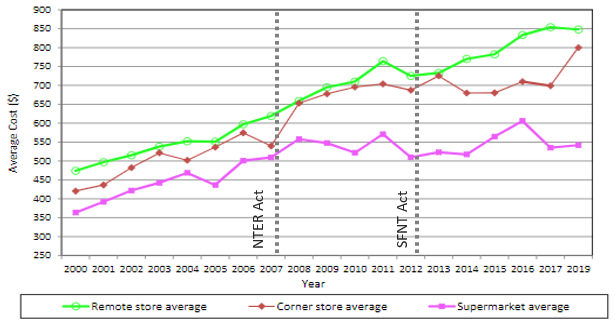 900
850
800
750
700
650
600
550
500
450
400
350
300
250
Average Cost ($)
NTER Act
SFNT Act
2000 2001 2002 2003 2004 2005 2006 2007 2008 2009 2010 2011 2012 2013 2014 2015 2016 2017 2019
Year
Remote store average Corner store average Supermarket average